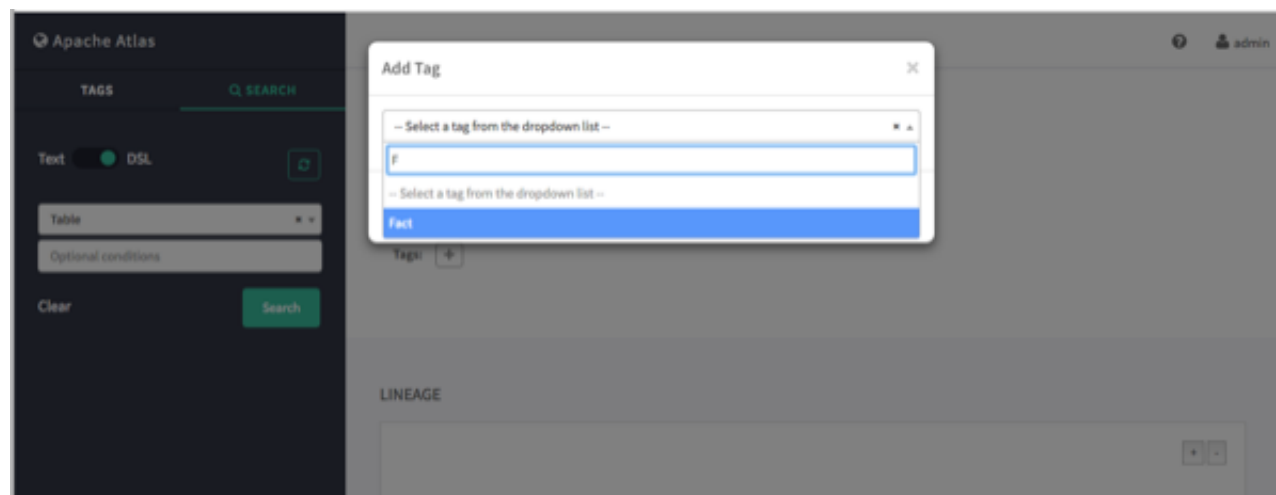 Apache Atlas
admin
Add Tag ×
TAGS
SEARCH
-- Select a tag from the dropdown list --
F
-- Select a tag from the dropdown list --
Fact
Text DSL
Table
Optional conditions
Clear
Search
Tags: +
LINEAGE
+ -